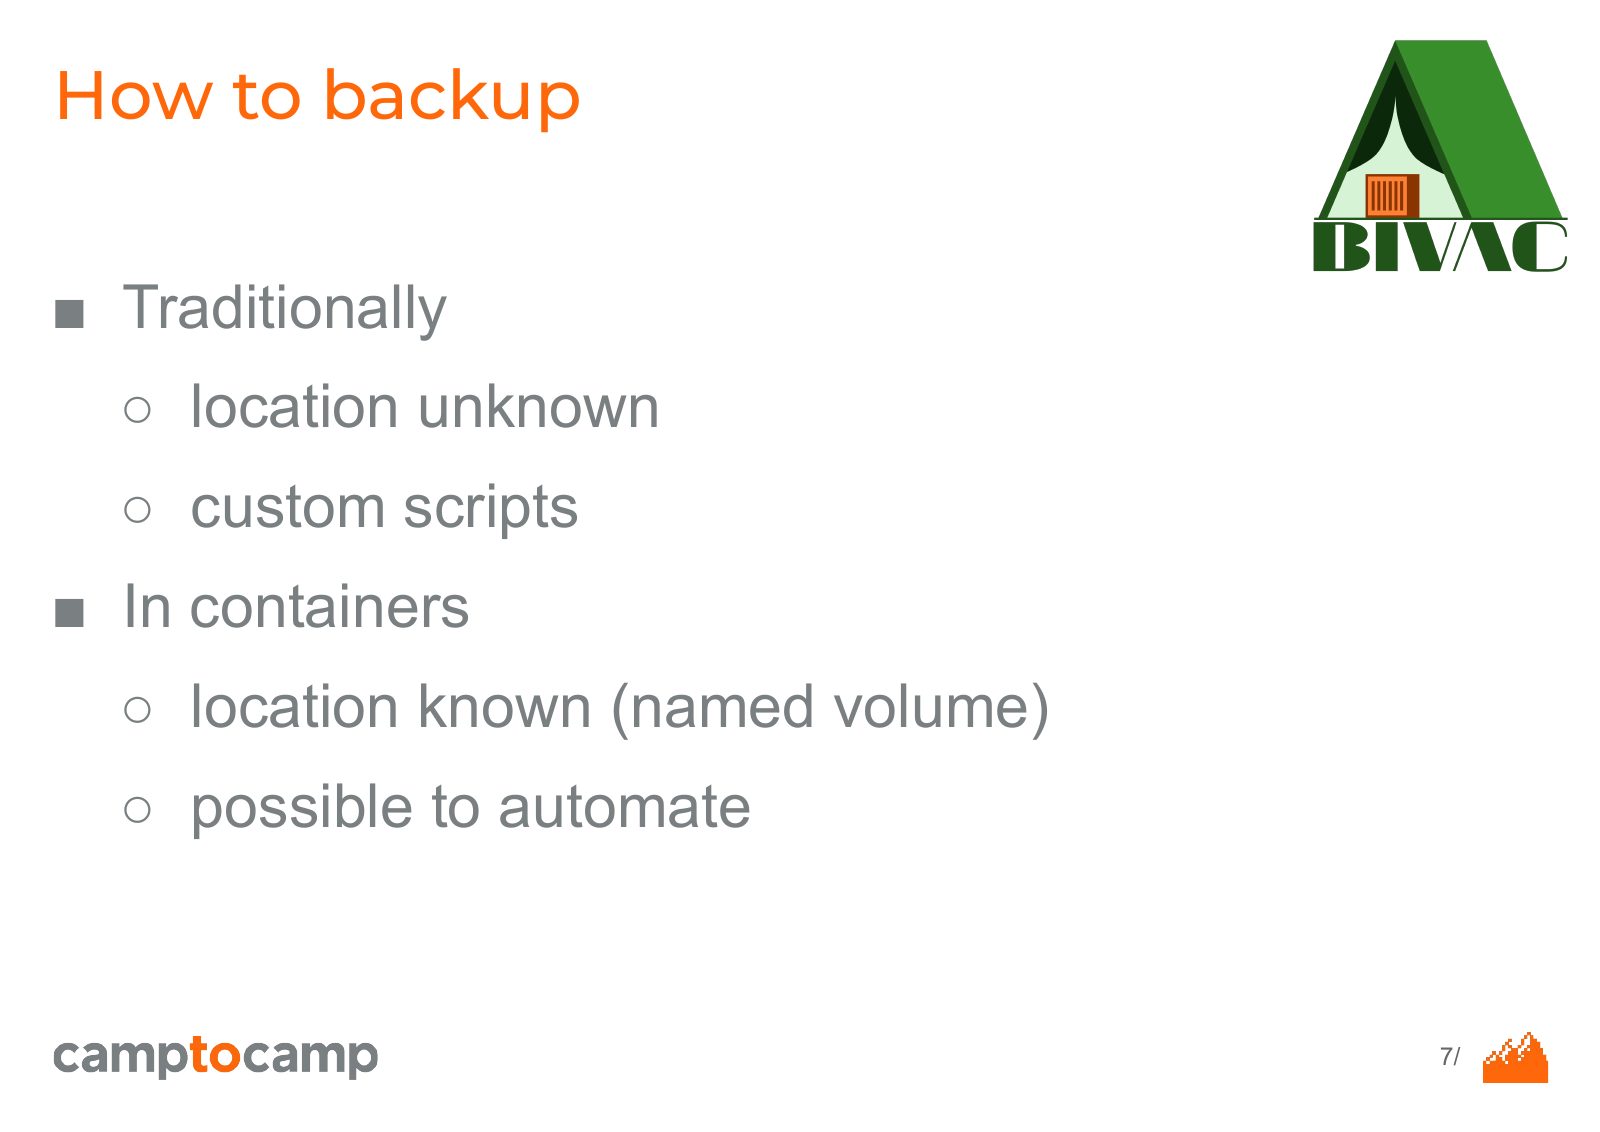 How to backup
BIVAC
■ Traditionally
○ location unknown
○ custom scripts
■ In containers
○ location known (named volume)
○ possible to automate
camptocamp
7/